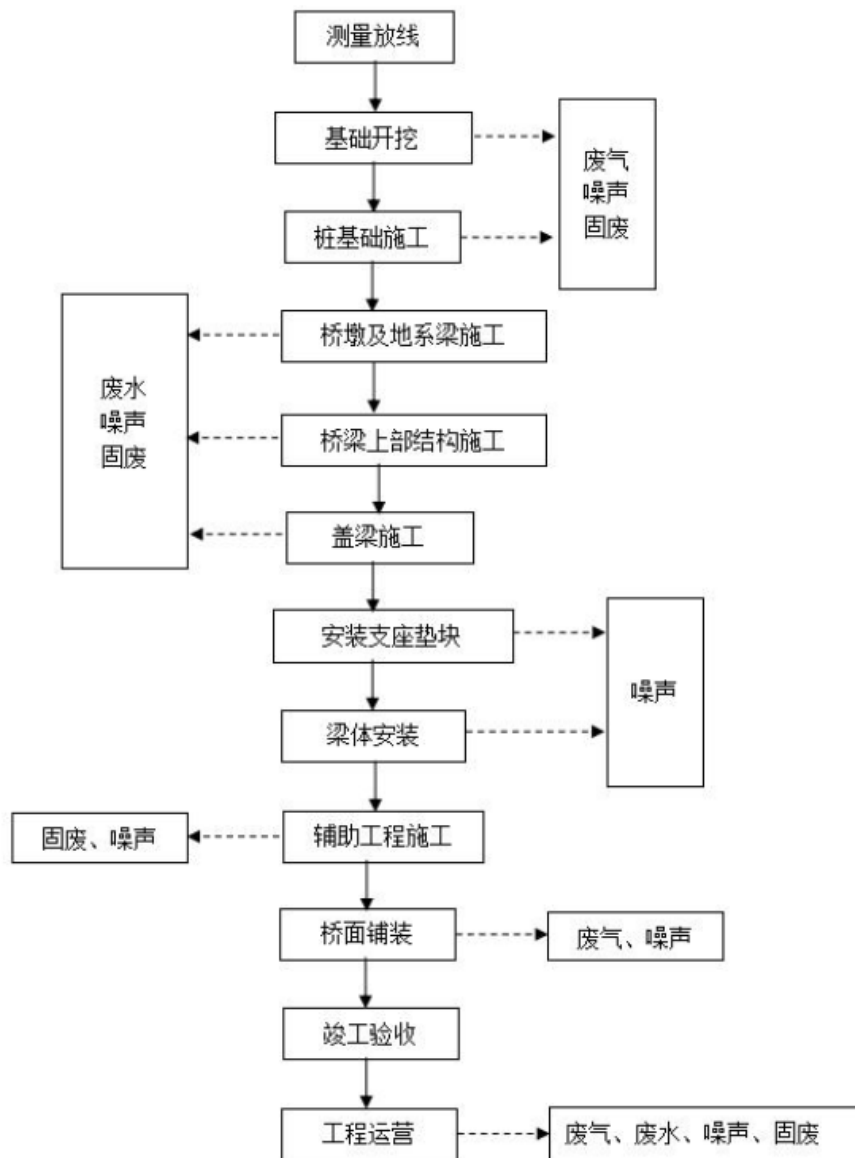 测量放线
基础开挖
废气
噪声
固废
桩基础施工
桥墩及地系梁施工
废水
噪声
固废
桥梁上部结构施工
盖梁施工
安装支座垫块
噪声
梁体安装
固废、噪声
辅助工程施工
桥面铺装
废气、噪声
竣工验收
工程运营
废气、废水、噪声、固废